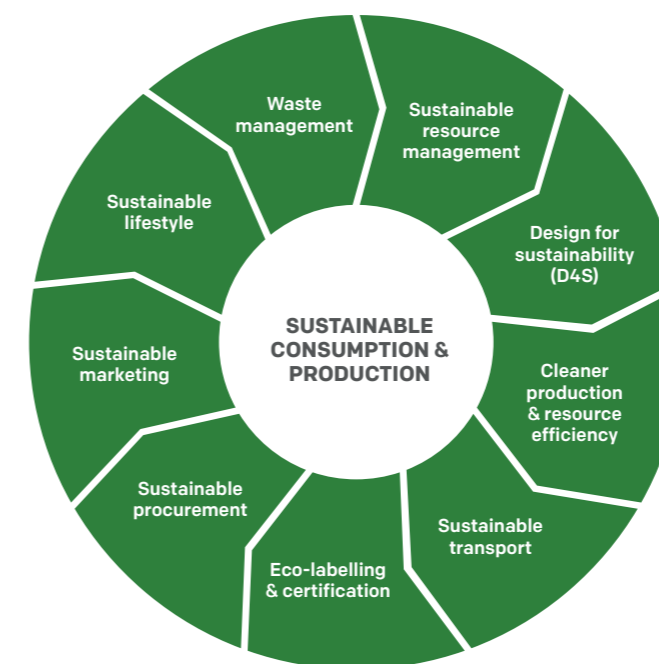 Waste
management
Sustainable
resource
management
Design for
sustainability
(D4S)
Cleaner
production
& resource
efficiency
Sustainable
transport
Eco-labelling
& certification
Sustainable
procurement
Sustainable
marketing
Sustainable
lifestyle
SUSTAINABLE
CONSUMPTION &
PRODUCTION